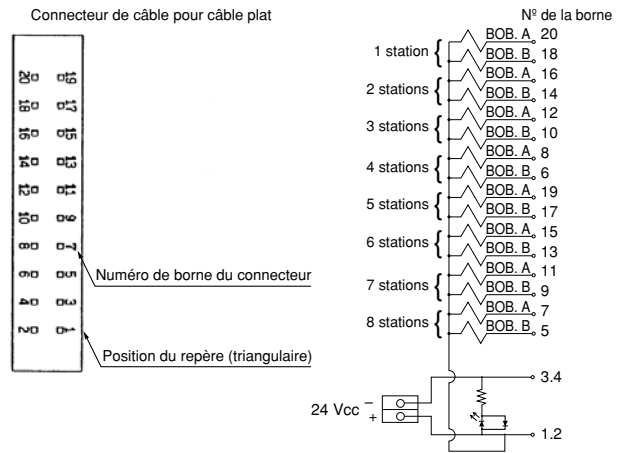 Connecteur de câble pour câble plat
20 19
18 17
16 15
14 13
12 11
10 9
8 7
6 5
4 3
2 1
Numéro de borne du connecteur
Position du repère (triangulaire)
Nº de la borne
1 station { BOB. A 20
BOB. B 18
2 stations { BOB. A 16
BOB. B 14
3 stations { BOB. A 12
BOB. B 10
4 stations { BOB. A 8
BOB. B 6
5 stations { BOB. A 19
BOB. B 17
6 stations { BOB. A 15
BOB. B 13
7 stations { BOB. A 11
BOB. B 9
8 stations { BOB. A 7
BOB. B 5
3.4
24 Vcc –
+
1.2